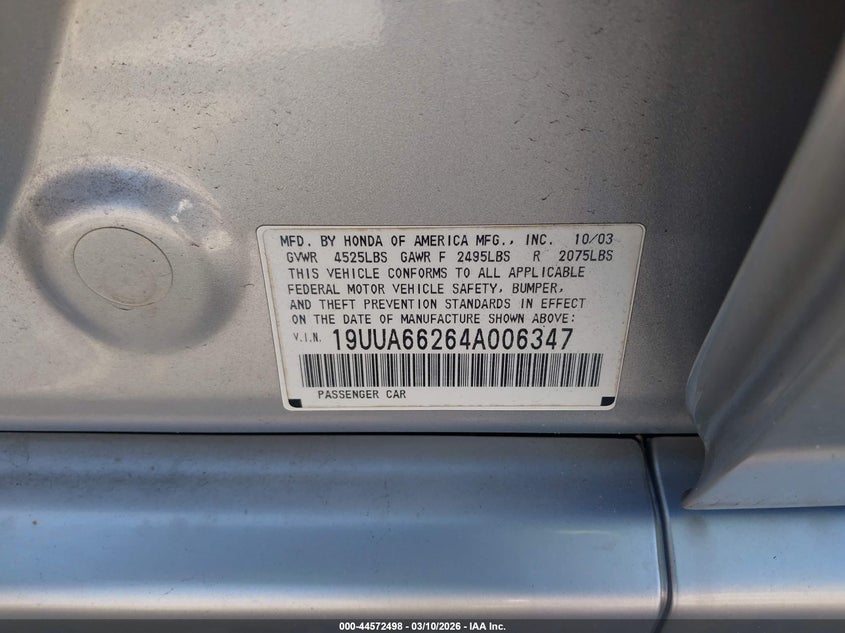 MFD. BY HONDA OF AMERICA MFG., INC. 10/03
GVWR 4525LBS GAWR F 2495LBS R 2075LBS
THIS VEHICLE CONFORMS TO ALL APPLICABLE
FEDERAL MOTOR VEHICLE SAFETY, BUMPER,
AND THEFT PREVENTION STANDARDS IN EFFECT
ON THE DATE OF MANUFACTURE SHOWN ABOVE:
V.I.N. 19UUA66264A006347
PASSENGER CAR
000-44572498 - 03/10/2026 - IAA Inc.